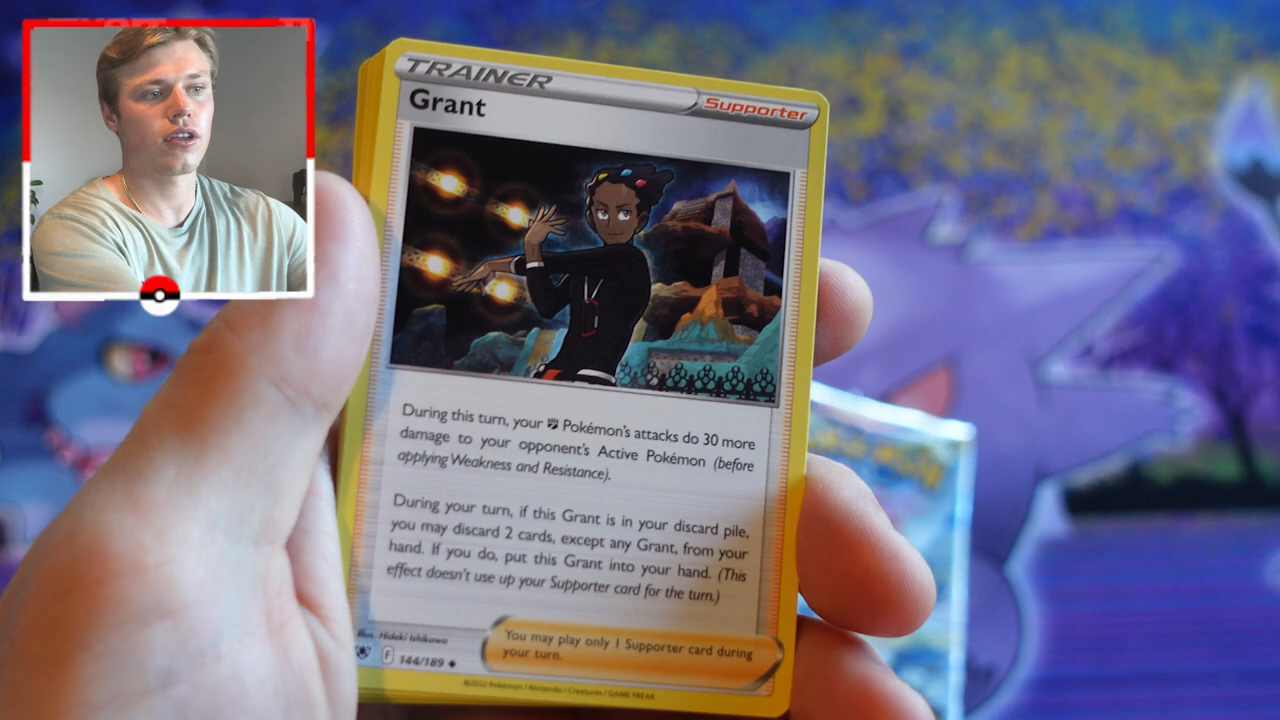 TRAINER
Supporter
Grant
During this turn, your Pokémon's attacks do 30 more
damage to your opponent's Active Pokémon (before
applying Weakness and Resistance).
During your turn, if this Grant is in your discard pile,
you may discard 2 cards, except any Grant, from your
hand. If you do, put this Grant into your hand. (This
effect doesn't use up your Supporter card for the turn.)
Illus. Hideki Ishikawa
F 144/189
You may play only 1 Supporter card during
your turn.
©2022 Pokémon / Nintendo / Creatures / GAME FREAK